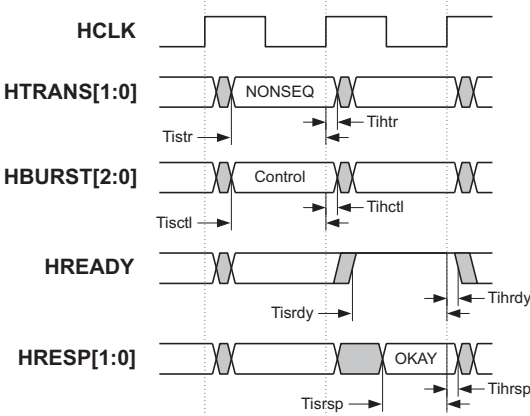 HCLK
HTRANS[1:0] NONSEQ
Tistr Tihtr
HBURST[2:0] Control
Tisctl Tihctl
HREADY
Tisrdy Tihrdy
HRESP[1:0] OKAY
Tisrsp Tihrsp